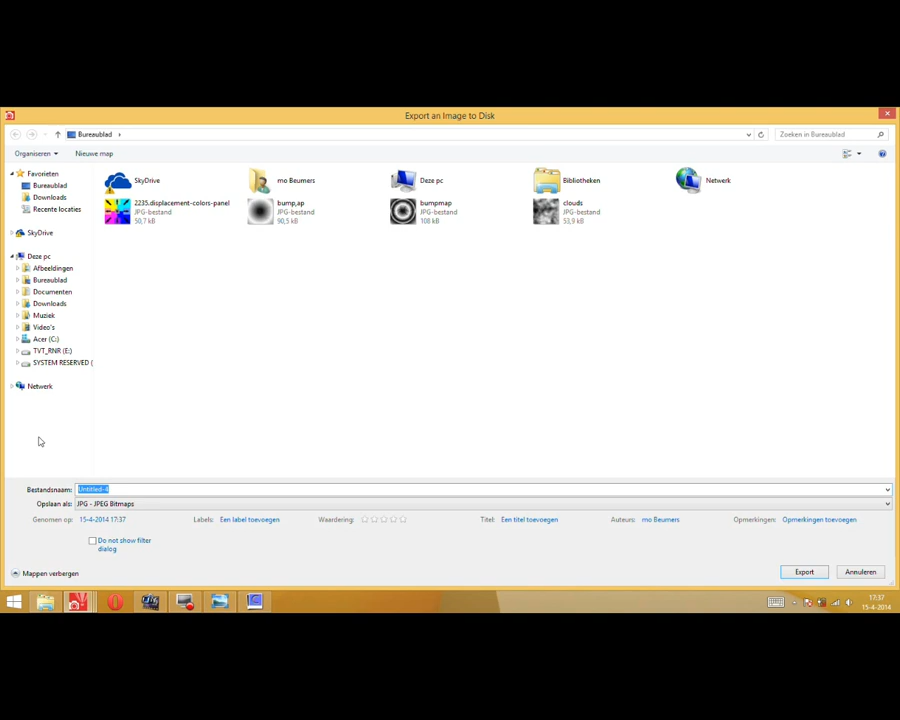 Export an Image to Disk
Bureaublad
Zoeken in Bureaublad
Organiseren
Nieuwe map
Favorieten
Bureaublad
Downloads
Recente locaties
SkyDrive
Deze pc
Afbeeldingen
Bureaublad
Documenten
Downloads
Muziek
Video's
Acer (C:)
TVT_RNR (E:)
SYSTEM RESERVED (
Netwerk
SkyDrive
mo Beumers
Deze pc
Bibliotheken
Netwerk
2235.displacement-colors-panel
JPG-bestand
50,7 kB
bump,ap
JPG-bestand
90,5 kB
bumpmap
JPG-bestand
108 kB
clouds
JPG-bestand
53,9 kB
Bestandsnaam: Untitled-4
Opslaan als: JPG - JPEG Bitmaps
Genomen op: 15-4-2014 17:37 Labels: Een label toevoegen Waardering: Titel: Een titel toevoegen Auteurs: mo Beumers Opmerkingen: Opmerkingen toevoegen
Do not show filter
dialog
Mappen verbergen
Export
Annuleren
17:37
15-4-2014